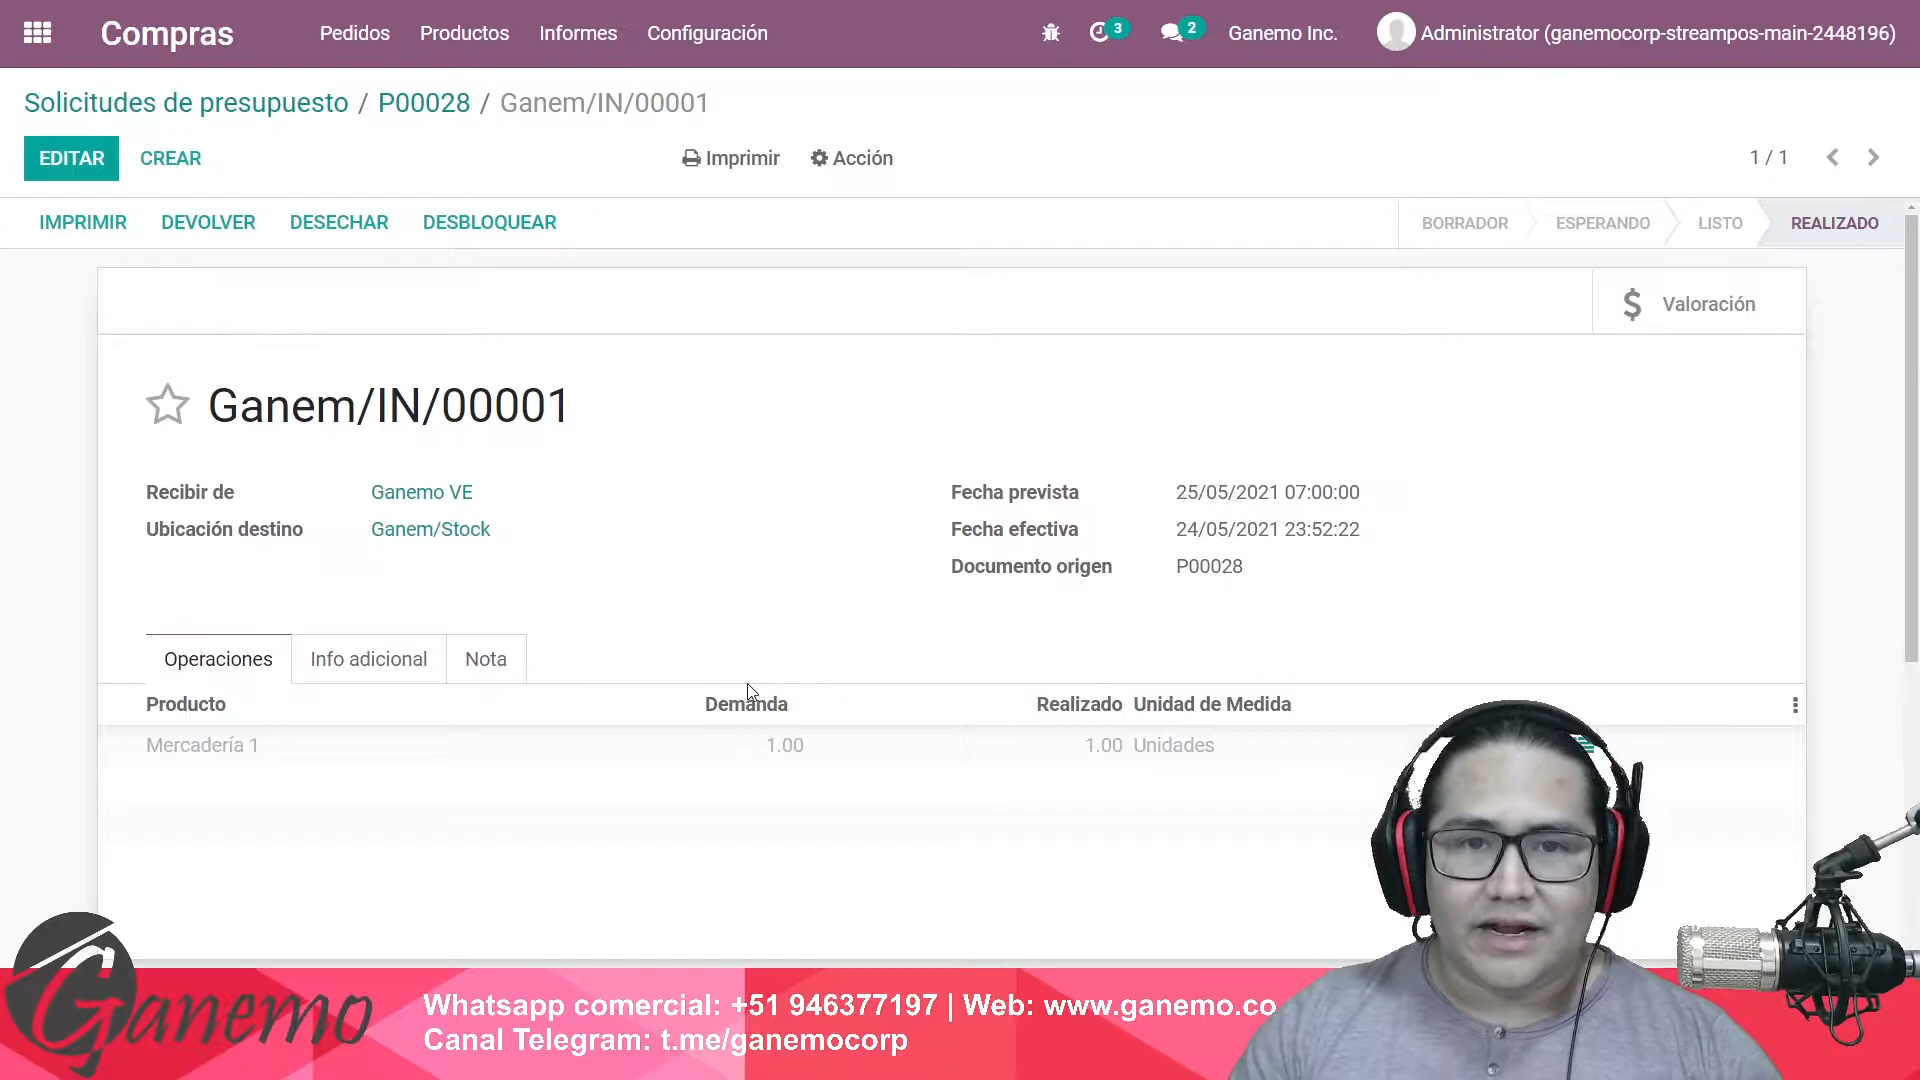 Compras Pedidos Productos Informes Configuración 3 2 Ganemo Inc. Administrator (ganemocorp-streampos-main-2448196)
Solicitudes de presupuesto / P00028 / Ganem/IN/00001
EDITAR CREAR Imprimir Acción 1 / 1
IMPRIMIR DEVOLVER DESECHAR DESBLOQUEAR BORRADOR ESPERANDO LISTO REALIZADO
$ Valoración
Ganem/IN/00001
Recibir de Ganemo VE Fecha prevista 25/05/2021 07:00:00
Ubicación destino Ganem/Stock Fecha efectiva 24/05/2021 23:52:22
Documento origen P00028
Operaciones Info adicional Nota
Producto Demanda Realizado Unidad de Medida
Mercadería 1 1.00 1.00 Unidades
Ganemo
Whatsapp comercial: +51 946377197 | Web: www.ganemo.co
Canal Telegram: t.me/ganemocorp